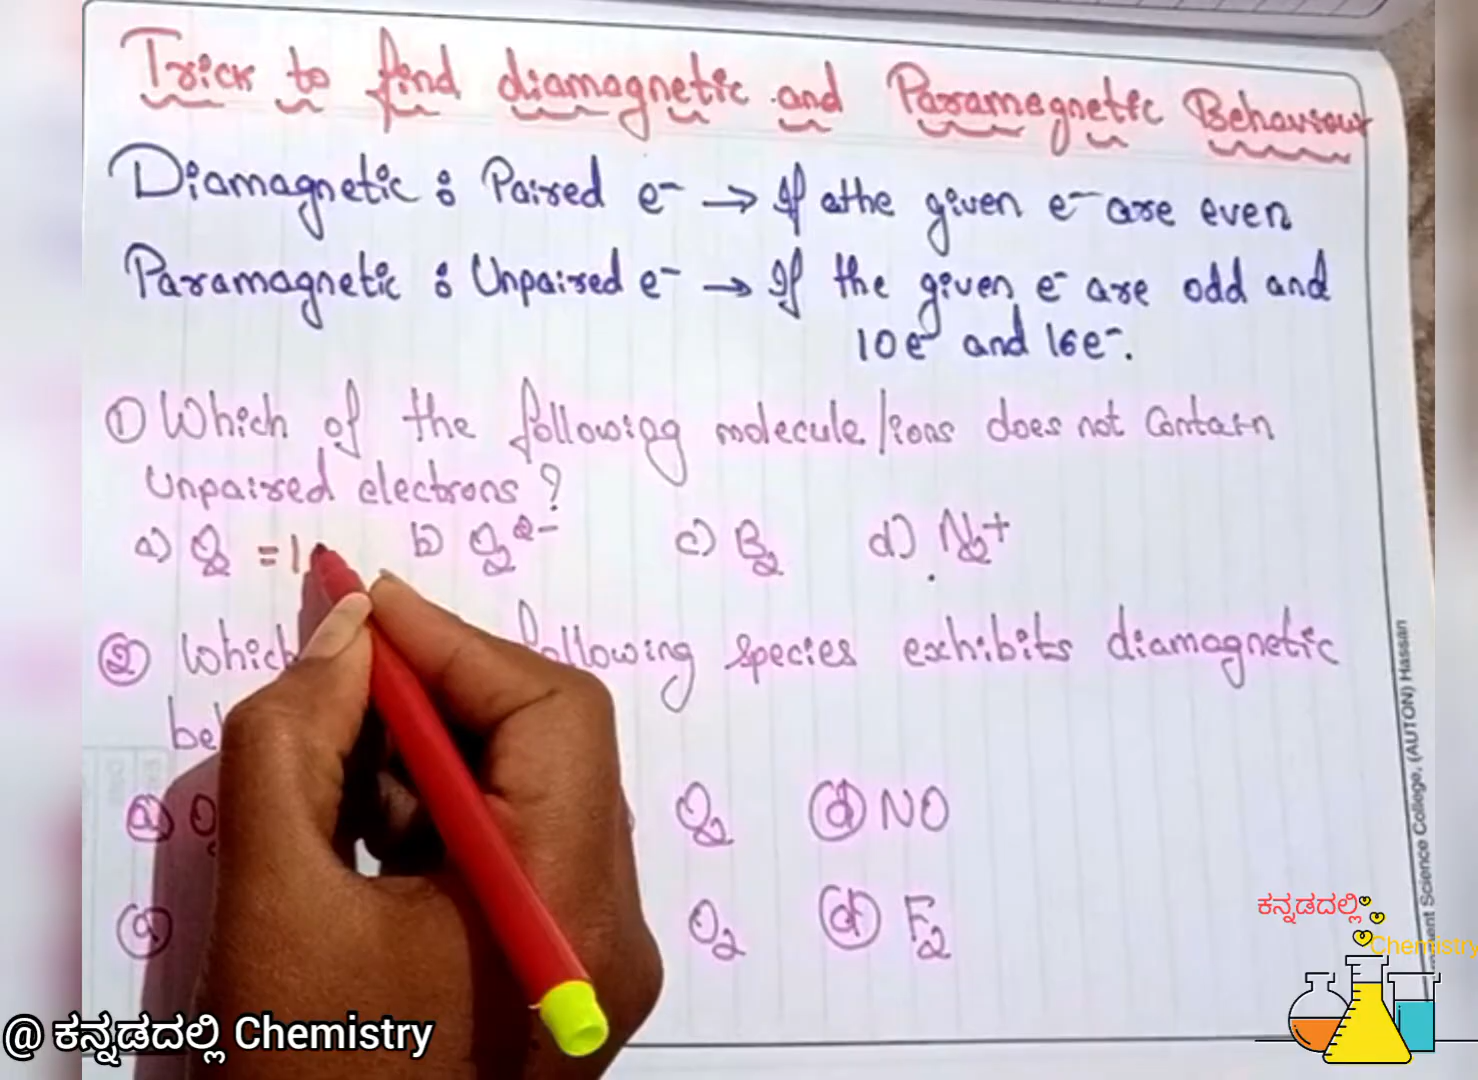 Trick to find diamagnetic and Paramagnetic Behaviour
Diamagnetic : Paired e⁻ → If the given e⁻ are even
Paramagnetic : Unpaired e⁻ → If the given e⁻ are odd and
10e⁻ and 16e⁻.
① Which of the following molecule/ions does not contain
Unpaired electrons?
a) O₂ = 1 b) O₂²⁻ c) B₂ d) N₂⁺
② Which following species exhibits diamagnetic
be
ⓐ O O₂ ⓓ NO
ⓐ O₂ ⓓ F₂
ment Science College, (AUTON) Hassan
ಕನ್ನಡದಲ್ಲಿ
Chemistry
@ ಕನ್ನಡದಲ್ಲಿ Chemistry